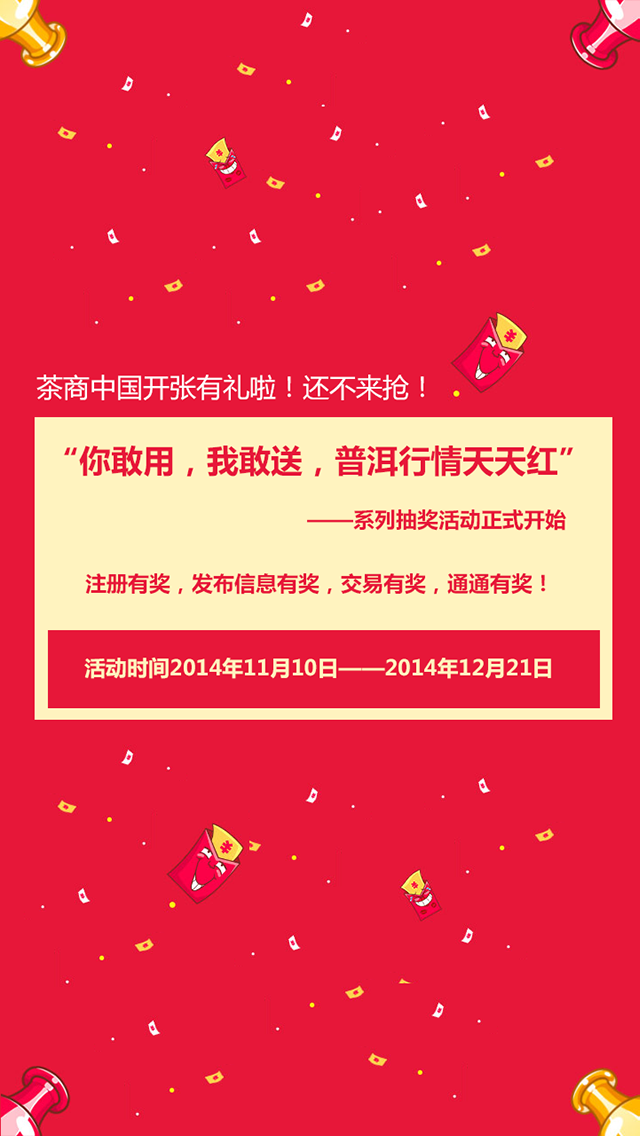 茶商中国开张有礼啦！还不来抢！
“你敢用，我敢送，普洱行情天天红”
——系列抽奖活动正式开始
注册有奖，发布信息有奖，交易有奖，通通有奖！
活动时间2014年11月10日——2014年12月21日